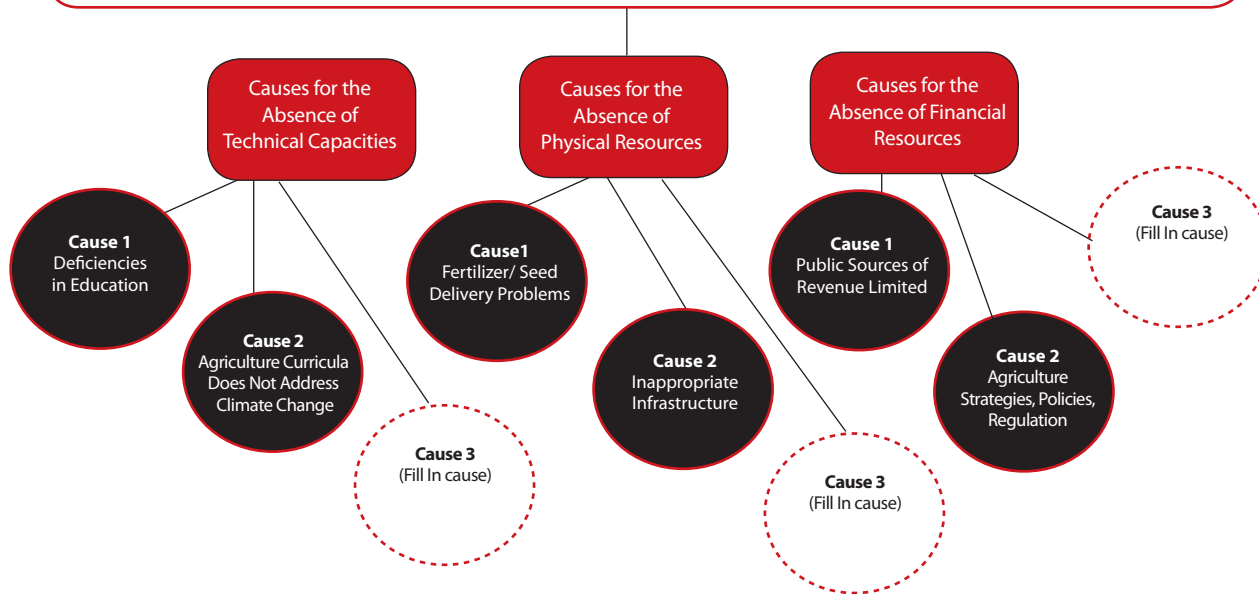 Causes for the
Absence of
Technical Capacities
Causes for the
Absence of
Physical Resources
Causes for the
Absence of Financial
Resources
Cause 1
Deficiencies
in Education
Cause 2
Agriculture Curricula
Does Not Address
Climate Change
Cause 3
(Fill In cause)
Cause1
Fertilizer/ Seed
Delivery Problems
Cause 2
Inappropriate
Infrastructure
Cause 3
(Fill In cause)
Cause 1
Public Sources of
Revenue Limited
Cause 2
Agriculture
Strategies, Policies,
Regulation
Cause 3
(Fill In cause)